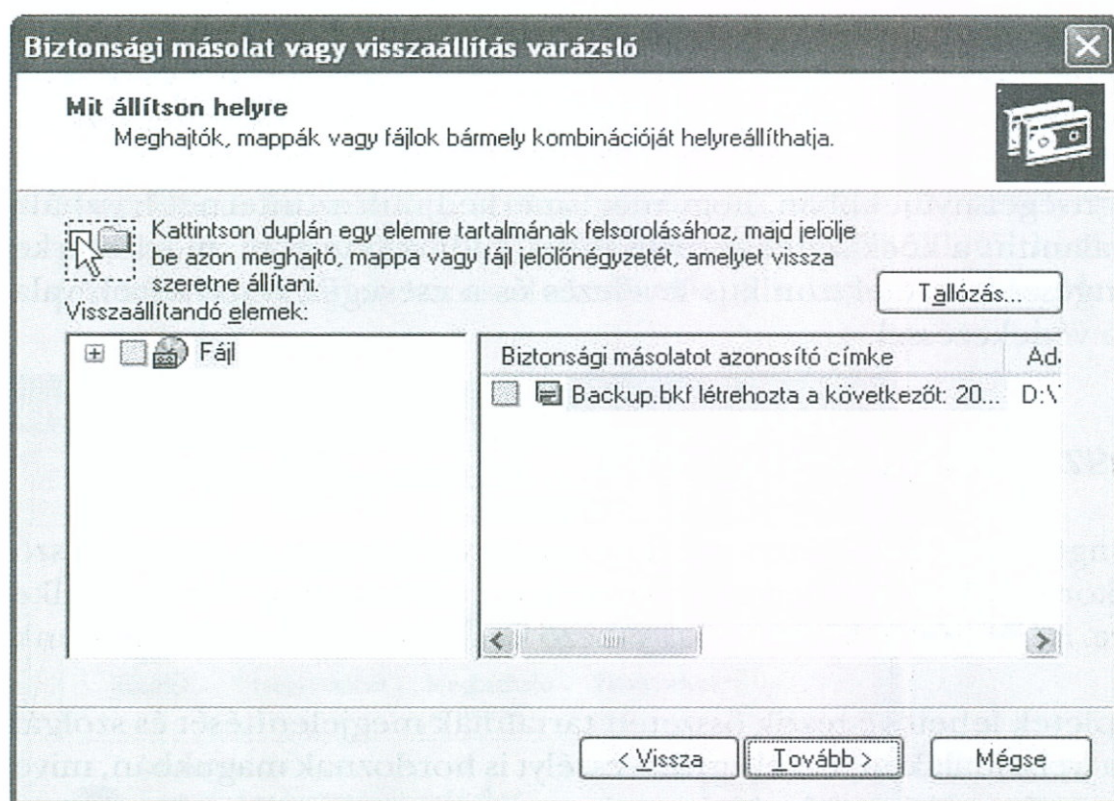 Biztonsági másolat vagy visszaállítás varázsló
Mit állítson helyre
Meghajtók, mappák vagy fájlok bármely kombinációját helyreállíthatja.
Kattintson duplán egy elemre tartalmának felsorolásához, majd jelölje
be azon meghajtó, mappa vagy fájl jelölőnégyzetét, amelyet vissza
szeretne állítani.
Tallózás...
Visszaállítandó elemek:
Fájl
Biztonsági másolatot azonosító címke
Backup.bkf létrehozta a következőt: 20... D:\
< Vissza
Tovább >
Mégse